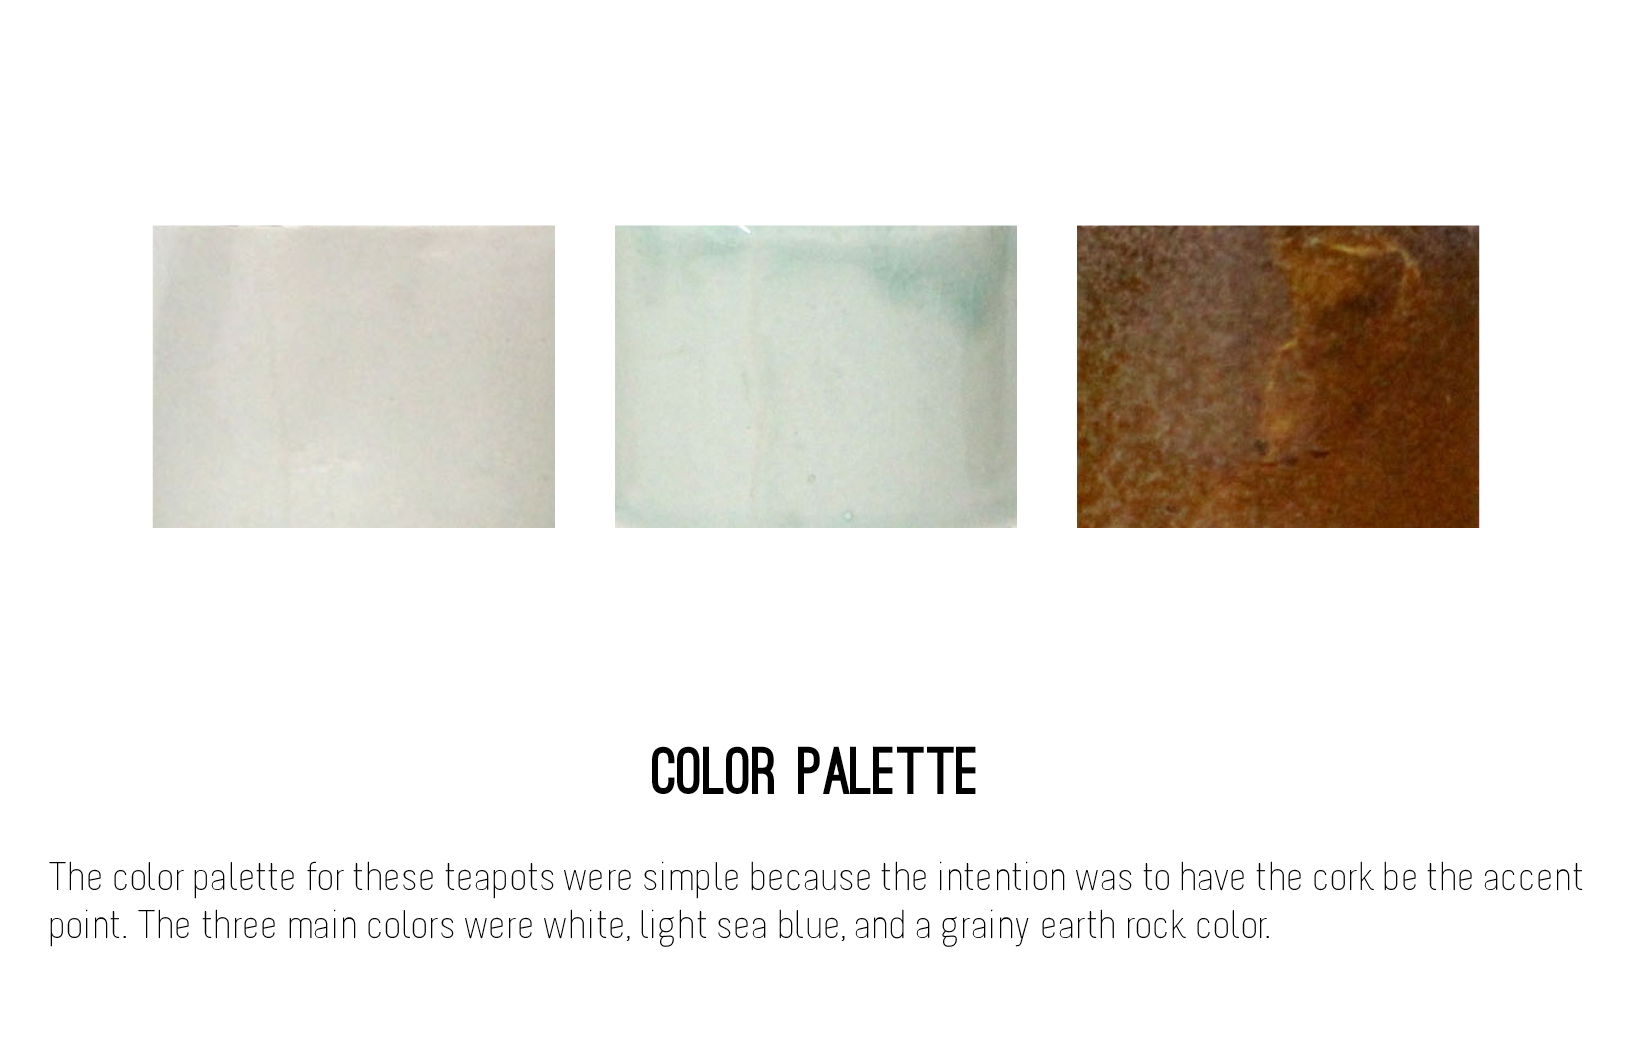 COLOR PALETTE
The color palette for these teapots were simple because the intention was to have the cork be the accent
point. The three main colors were white, light sea blue, and a grainy earth rock color.